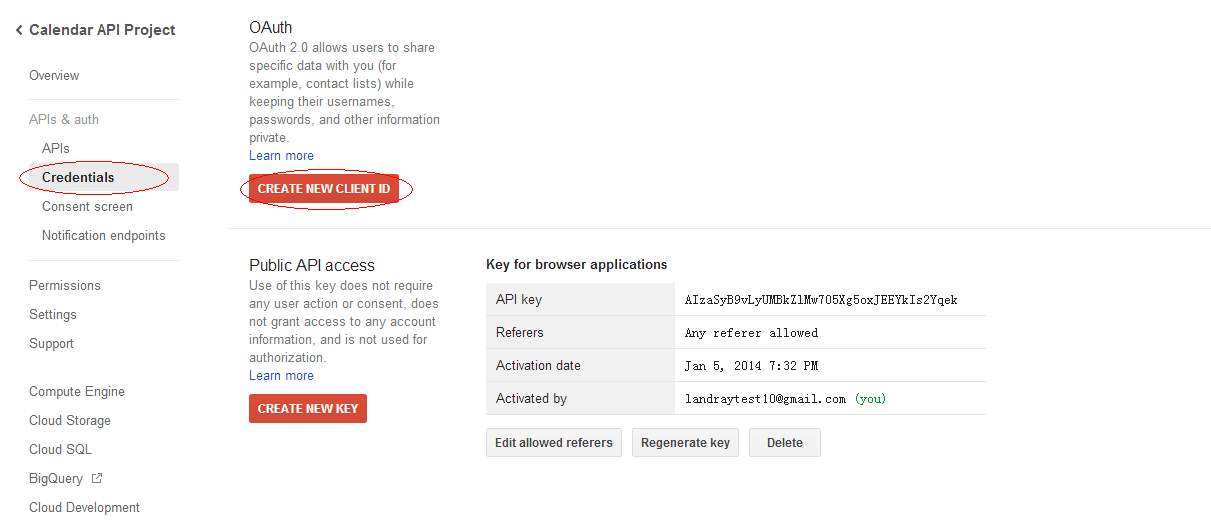 Calendar API Project
Overview
APIs & auth
APIs
Credentials
Consent screen
Notification endpoints
Permissions
Settings
Support
Compute Engine
Cloud Storage
Cloud SQL
BigQuery
Cloud Development
OAuth
OAuth 2.0 allows users to share
specific data with you (for
example, contact lists) while
keeping their usernames,
passwords, and other information
private.
Learn more
CREATE NEW CLIENT ID
Public API access
Use of this key does not require
any user action or consent, does
not grant access to any account
information, and is not used for
authorization.
Learn more
CREATE NEW KEY
Key for browser applications
API key AIzaSyB9vLyUMBkZlMw705Xg5oxJEEYkIs2Yqek
Referers Any referer allowed
Activation date Jan 5, 2014 7:32 PM
Activated by landraytest10@gmail.com (you)
Edit allowed referers Regenerate key Delete